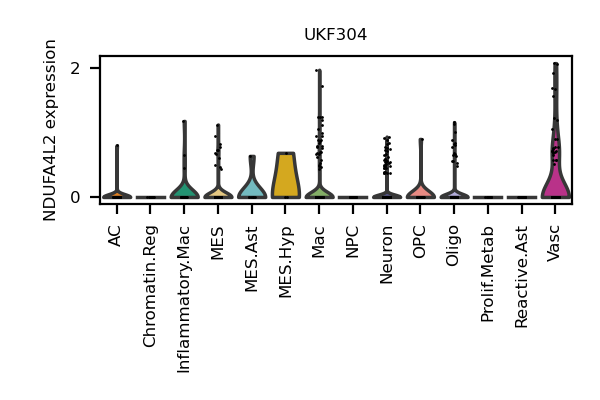 UKF304
NDUFA4L2 expression
2
0
AC
Chromatin.Reg
Inflammatory.Mac
MES
MES.Ast
MES.Hyp
Mac
NPC
Neuron
OPC
Oligo
Prolif.Metab
Reactive.Ast
Vasc